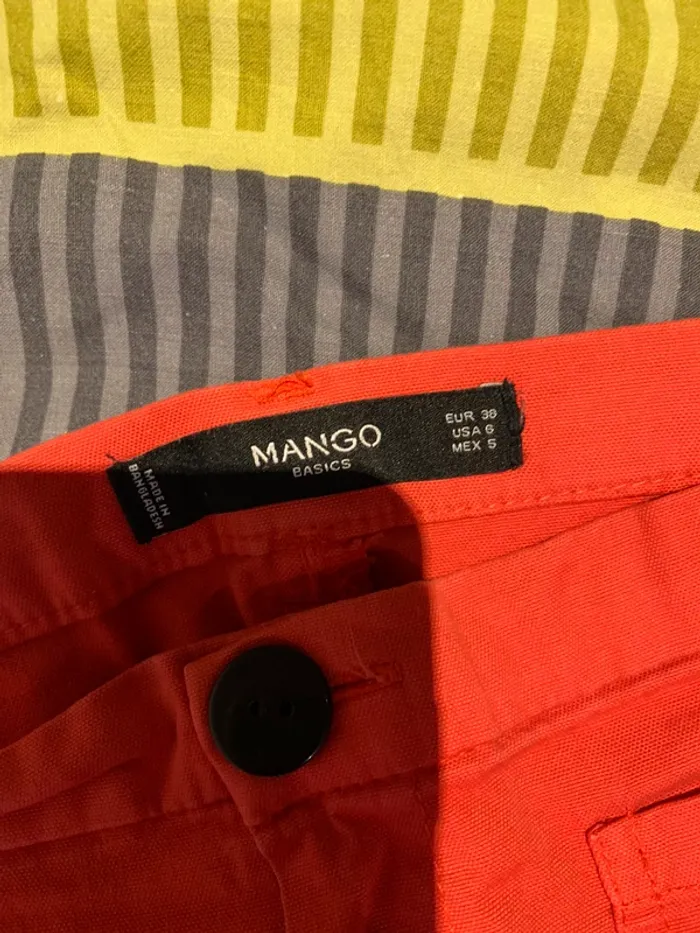 MANGO
BASICS
EUR 38
USA 6
MEX 5
MADE IN
BANGLADESH